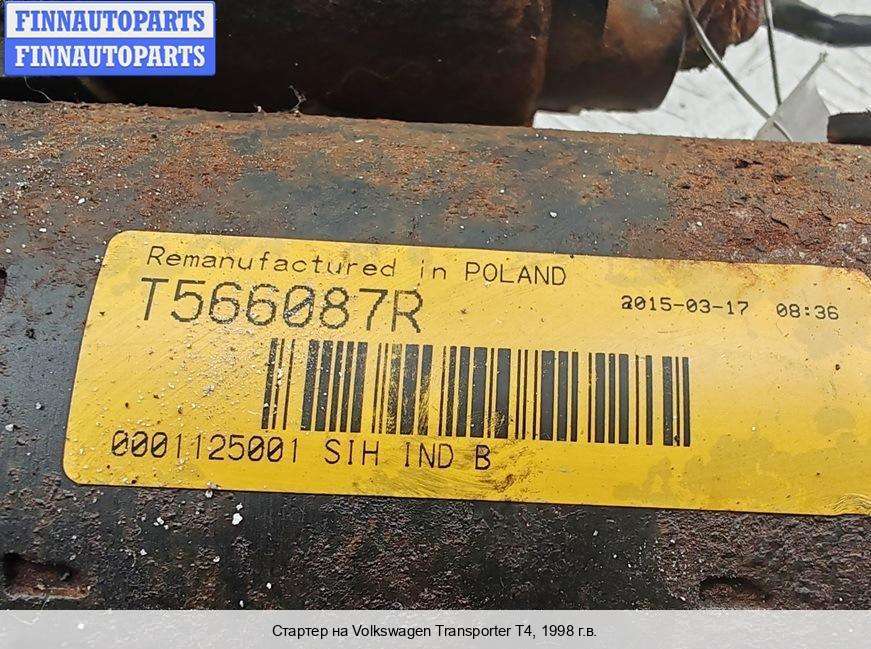 FINNAUTOPARTS
FINNAUTOPARTS
Remanufactured in POLAND
T566087R
2015-03-17 08:36
0001125001 SIH IND B
Стартер на Volkswagen Transporter T4, 1998 г.в.